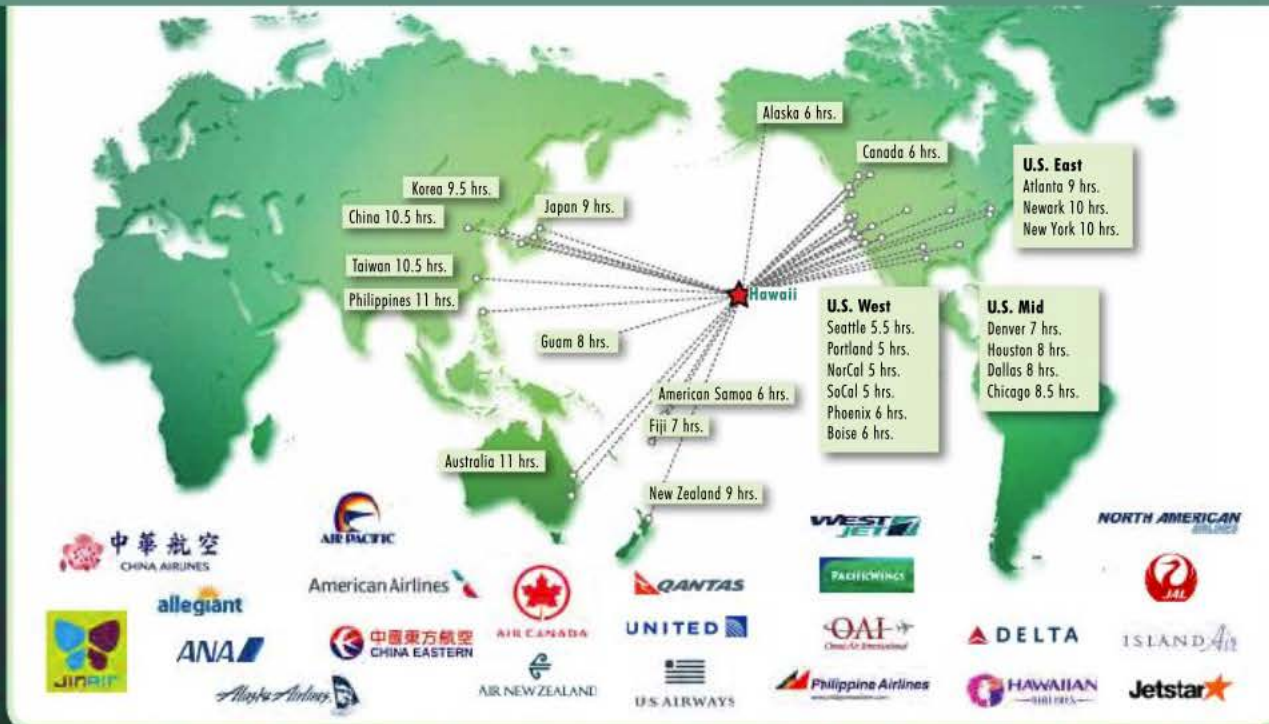 Alaska 6 hrs.
Canada 6 hrs.
U.S. East
Atlanta 9 hrs.
Newark 10 hrs.
New York 10 hrs.
Korea 9.5 hrs.
Japan 9 hrs.
China 10.5 hrs.
Taiwan 10.5 hrs.
Philippines 11 hrs.
Hawaii
Guam 8 hrs.
U.S. West
Seattle 5.5 hrs.
Portland 5 hrs.
NorCal 5 hrs.
SoCal 5 hrs.
Phoenix 6 hrs.
Boise 6 hrs.
U.S. Mid
Denver 7 hrs.
Houston 8 hrs.
Dallas 8 hrs.
Chicago 8.5 hrs.
American Samoa 6 hrs.
Fiji 7 hrs.
Australia 11 hrs.
New Zealand 9 hrs.
中華航空
CHINA AIRLINES
AIR PACIFIC
WESTJET
NORTH AMERICAN
AIRLINES
allegiant
American Airlines
AIR CANADA
QANTAS
PACIFICWINGS
JAL
JINAIR
ANA
中國東方航空
CHINA EASTERN
UNITED
OAI
Omni Air International
DELTA
ISLAND Air
Alaska Airlines
AIR NEW ZEALAND
U·S AIRWAYS
Philippine Airlines
HAWAIIAN
AIRLINES
Jetstar